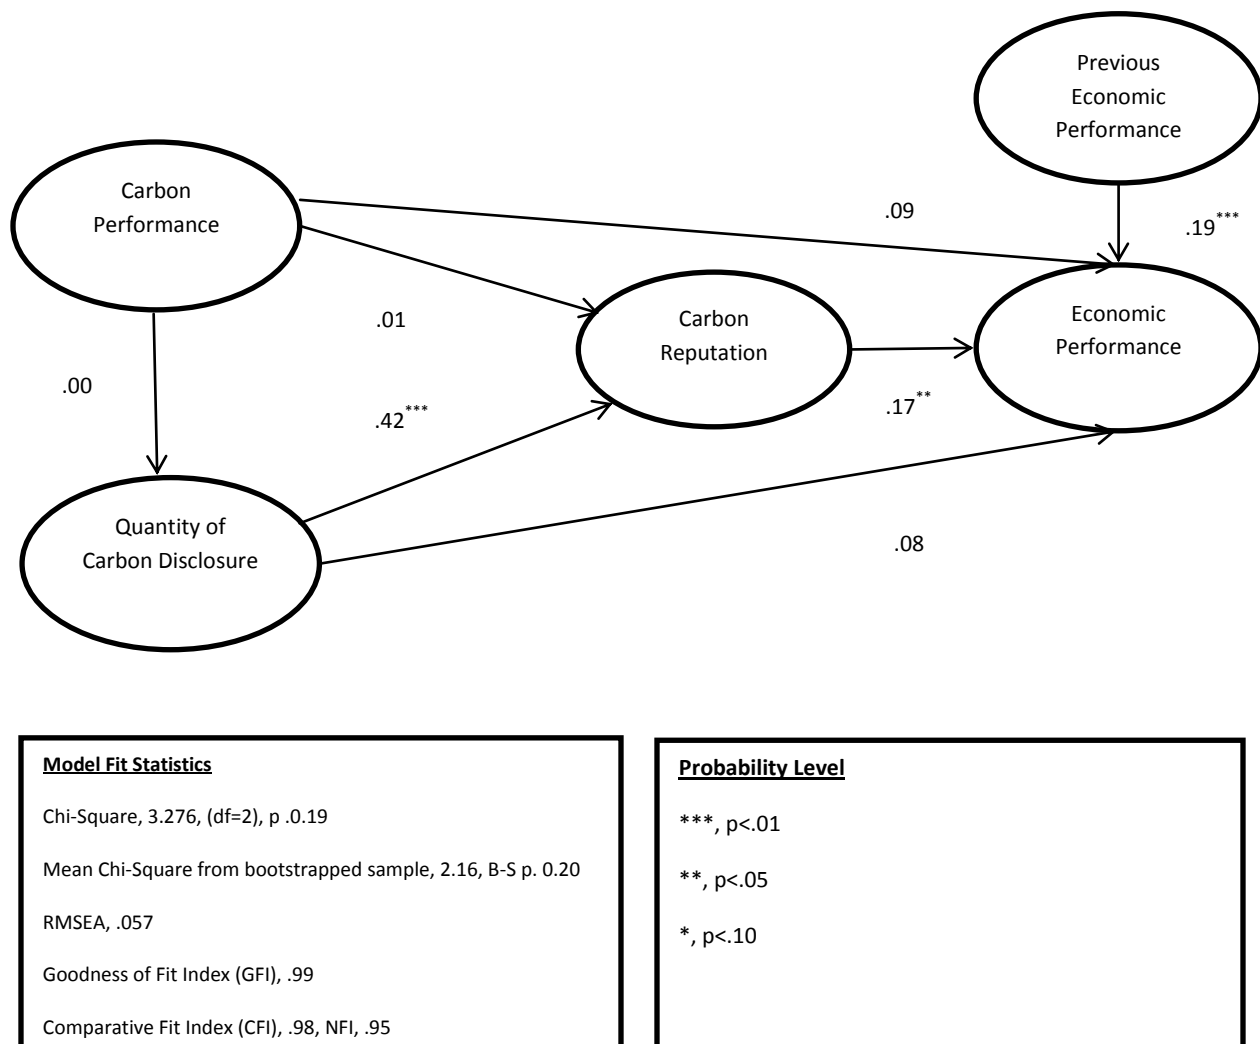 Previous
Economic
Performance
Carbon
Performance
.09
.19***
.01
Carbon
Reputation
Economic
Performance
.00
.42***
.17**
Quantity of
Carbon Disclosure
.08
Model Fit Statistics
Chi-Square, 3.276, (df=2), p .0.19
Mean Chi-Square from bootstrapped sample, 2.16, B-S p. 0.20
RMSEA, .057
Goodness of Fit Index (GFI), .99
Comparative Fit Index (CFI), .98, NFI, .95
Probability Level
***, p<.01
**, p<.05
*, p<.10